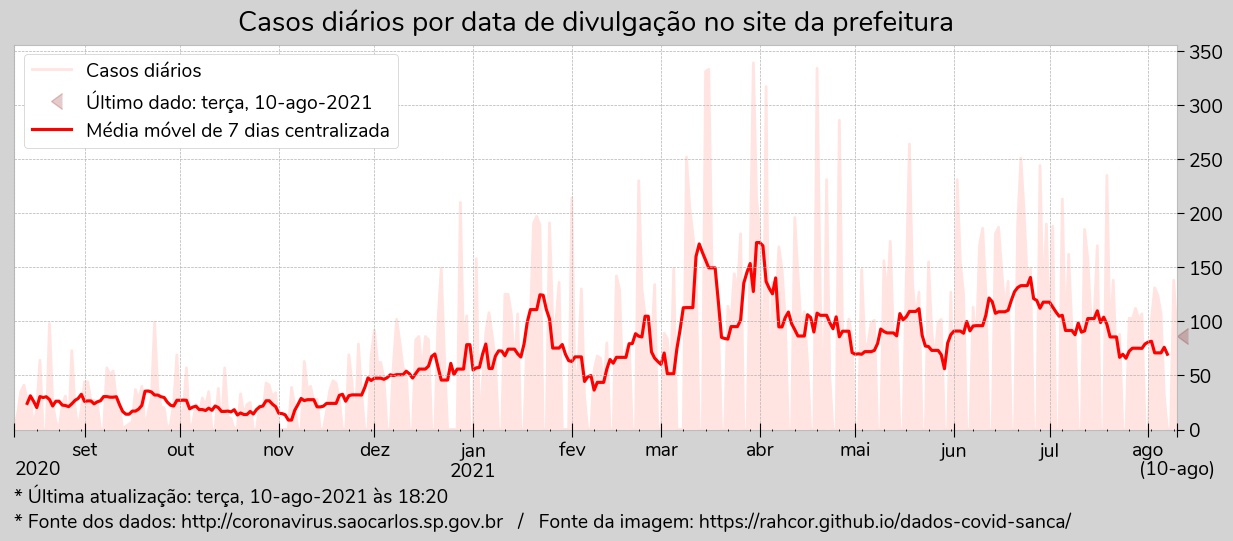 Casos diários por data de divulgação no site da prefeitura
Casos diários
Último dado: terça, 10-ago-2021
Média móvel de 7 dias centralizada
350
300
250
200
150
100
50
0
set out nov dez jan fev mar abr mai jun jul ago
2020 2021 (10-ago)
* Última atualização: terça, 10-ago-2021 às 18:20
* Fonte dos dados: http://coronavirus.saocarlos.sp.gov.br / Fonte da imagem: https://rahcor.github.io/dados-covid-sanca/